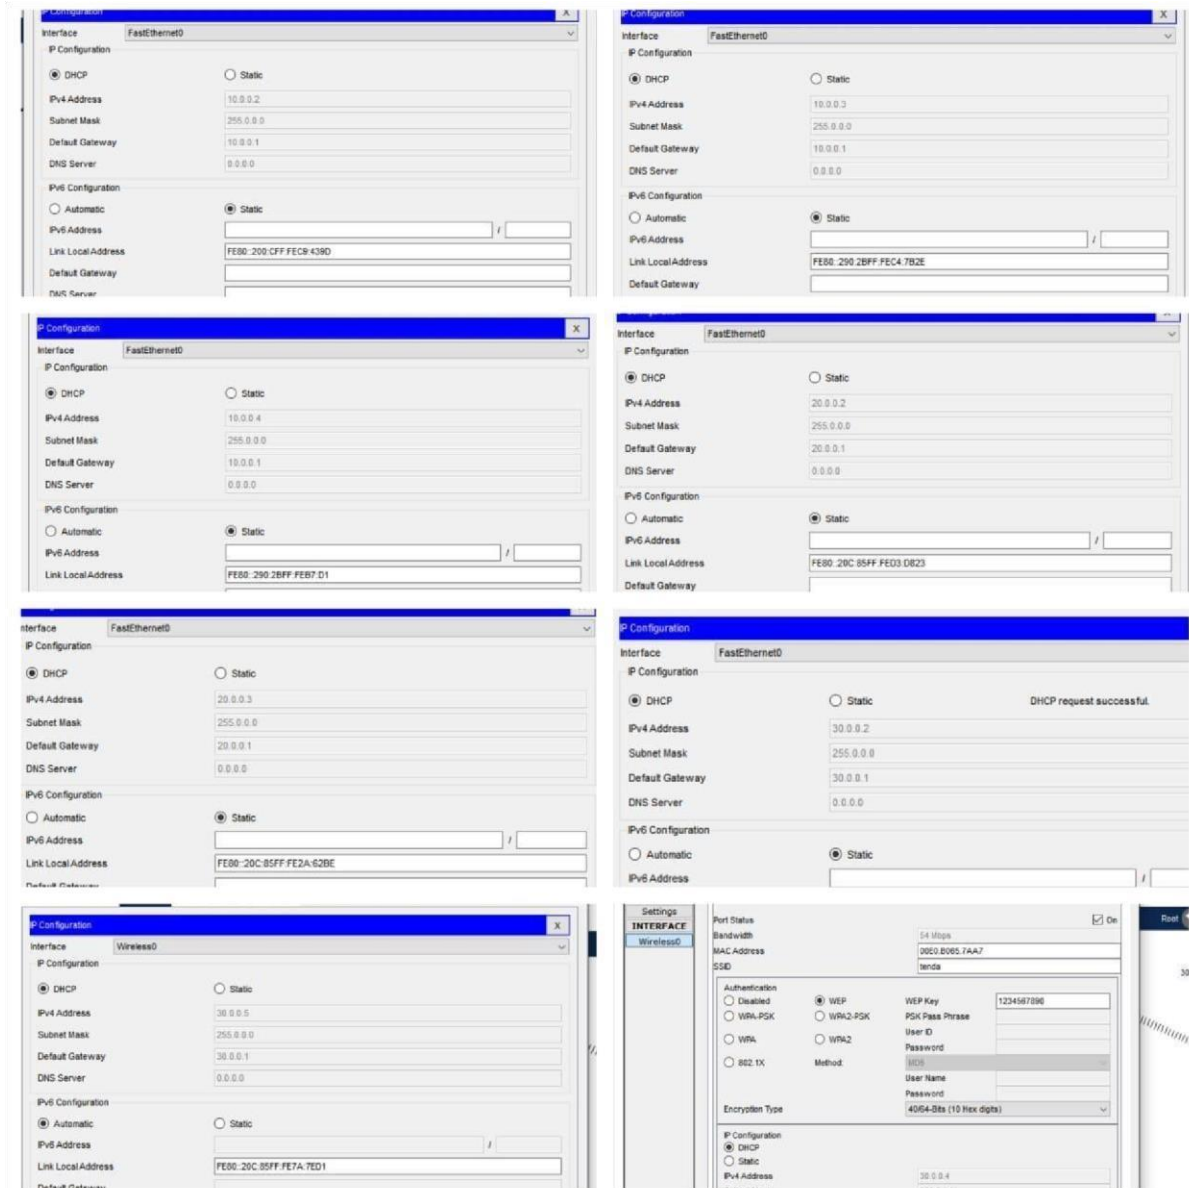 IP Configuration X
Interface FastEthernet0
IP Configuration
DHCP Static
IPv4 Address 10.0.0.2
Subnet Mask 255.0.0.0
Default Gateway 10.0.0.1
DNS Server 0.0.0.0
IPv6 Configuration
Automatic Static
IPv6 Address /
Link Local Address FE80::200:CFF:FEC9:439D
Default Gateway
DNS Server
IP Configuration X
Interface FastEthernet0
IP Configuration
DHCP Static
IPv4 Address 10.0.0.3
Subnet Mask 255.0.0.0
Default Gateway 10.0.0.1
DNS Server 0.0.0.0
IPv6 Configuration
Automatic Static
IPv6 Address /
Link Local Address FE80::290:2BFF:FEC4:7B2E
Default Gateway
IP Configuration X
Interface FastEthernet0
IP Configuration
DHCP Static
IPv4 Address 10.0.0.4
Subnet Mask 255.0.0.0
Default Gateway 10.0.0.1
DNS Server 0.0.0.0
IPv6 Configuration
Automatic Static
IPv6 Address /
Link Local Address FE80::290:2BFF:FEB7:D1
Interface FastEthernet0
IP Configuration
DHCP Static
IPv4 Address 20.0.0.2
Subnet Mask 255.0.0.0
Default Gateway 20.0.0.1
DNS Server 0.0.0.0
IPv6 Configuration
Automatic Static
IPv6 Address /
Link Local Address FE80::20C:85FF:FED3:D823
Default Gateway
nterface FastEthernet0
IP Configuration
DHCP Static
IPv4 Address 20.0.0.3
Subnet Mask 255.0.0.0
Default Gateway 20.0.0.1
DNS Server 0.0.0.0
IPv6 Configuration
Automatic Static
IPv6 Address /
Link Local Address FE80::20C:85FF:FE2A:62BE
Default Gateway
IP Configuration
Interface FastEthernet0
IP Configuration
DHCP Static DHCP request successful.
IPv4 Address 30.0.0.2
Subnet Mask 255.0.0.0
Default Gateway 30.0.0.1
DNS Server 0.0.0.0
IPv6 Configuration
Automatic Static
IPv6 Address /
IP Configuration X
Interface Wireless0
IP Configuration
DHCP Static
IPv4 Address 30.0.0.5
Subnet Mask 255.0.0.0
Default Gateway 30.0.0.1
DNS Server 0.0.0.0
IPv6 Configuration
Automatic Static
IPv6 Address /
Link Local Address FE80::20C:85FF:FE7A:7ED1
Default Gateway
Settings
INTERFACE
Wireless0
Port Status On
Bandwidth 54 Mbps
MAC Address 00E0.B065.7AA7
SSID tenda
Authentication
Disabled WEP WEP Key 1234567890
WPA-PSK WPA2-PSK PSK Pass Phrase
User ID
WPA WPA2
Password
802.1X Method: MD5
User Name
Password
Encryption Type 40/64-Bits (10 Hex digits)
IP Configuration
DHCP
Static
IPv4 Address 30.0.0.4
Root
30